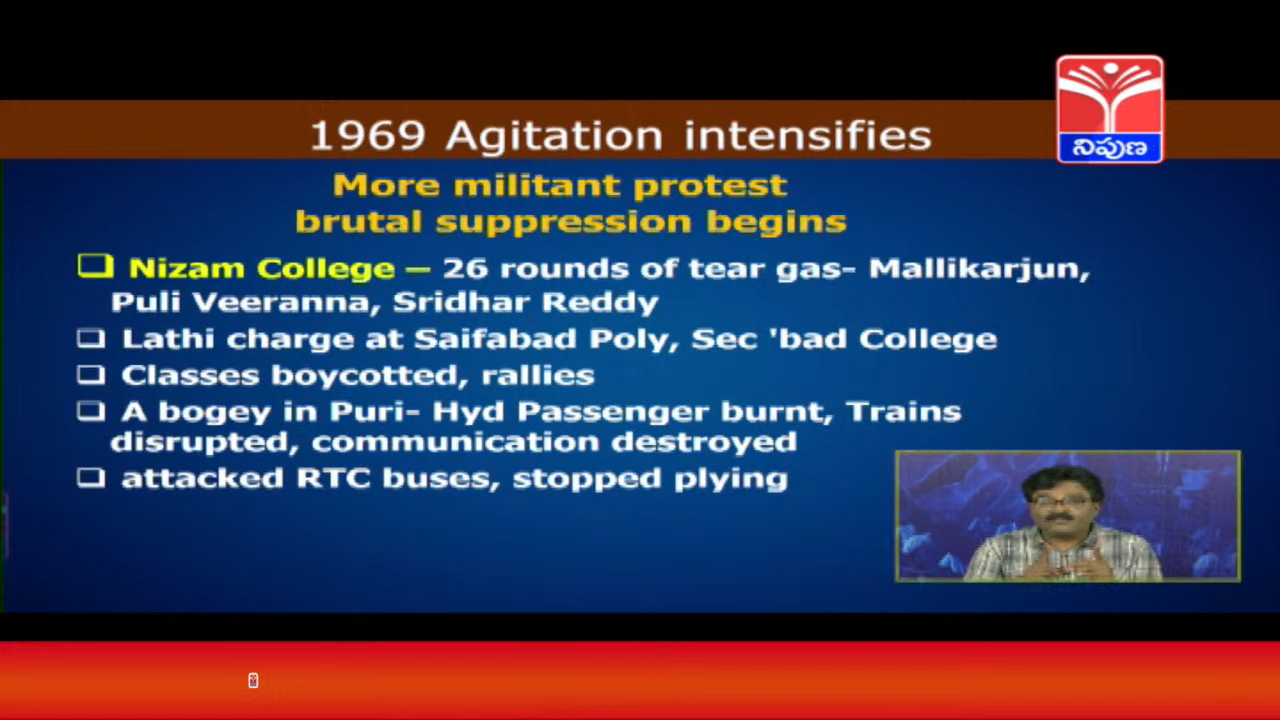 1969 Agitation intensifies
నిపుణ
More militant protest
brutal suppression begins
Nizam College – 26 rounds of tear gas- Mallikarjun,
Puli Veeranna, Sridhar Reddy
Lathi charge at Saifabad Poly, Sec 'bad College
Classes boycotted, rallies
A bogey in Puri- Hyd Passenger burnt, Trains
disrupted, communication destroyed
attacked RTC buses, stopped plying